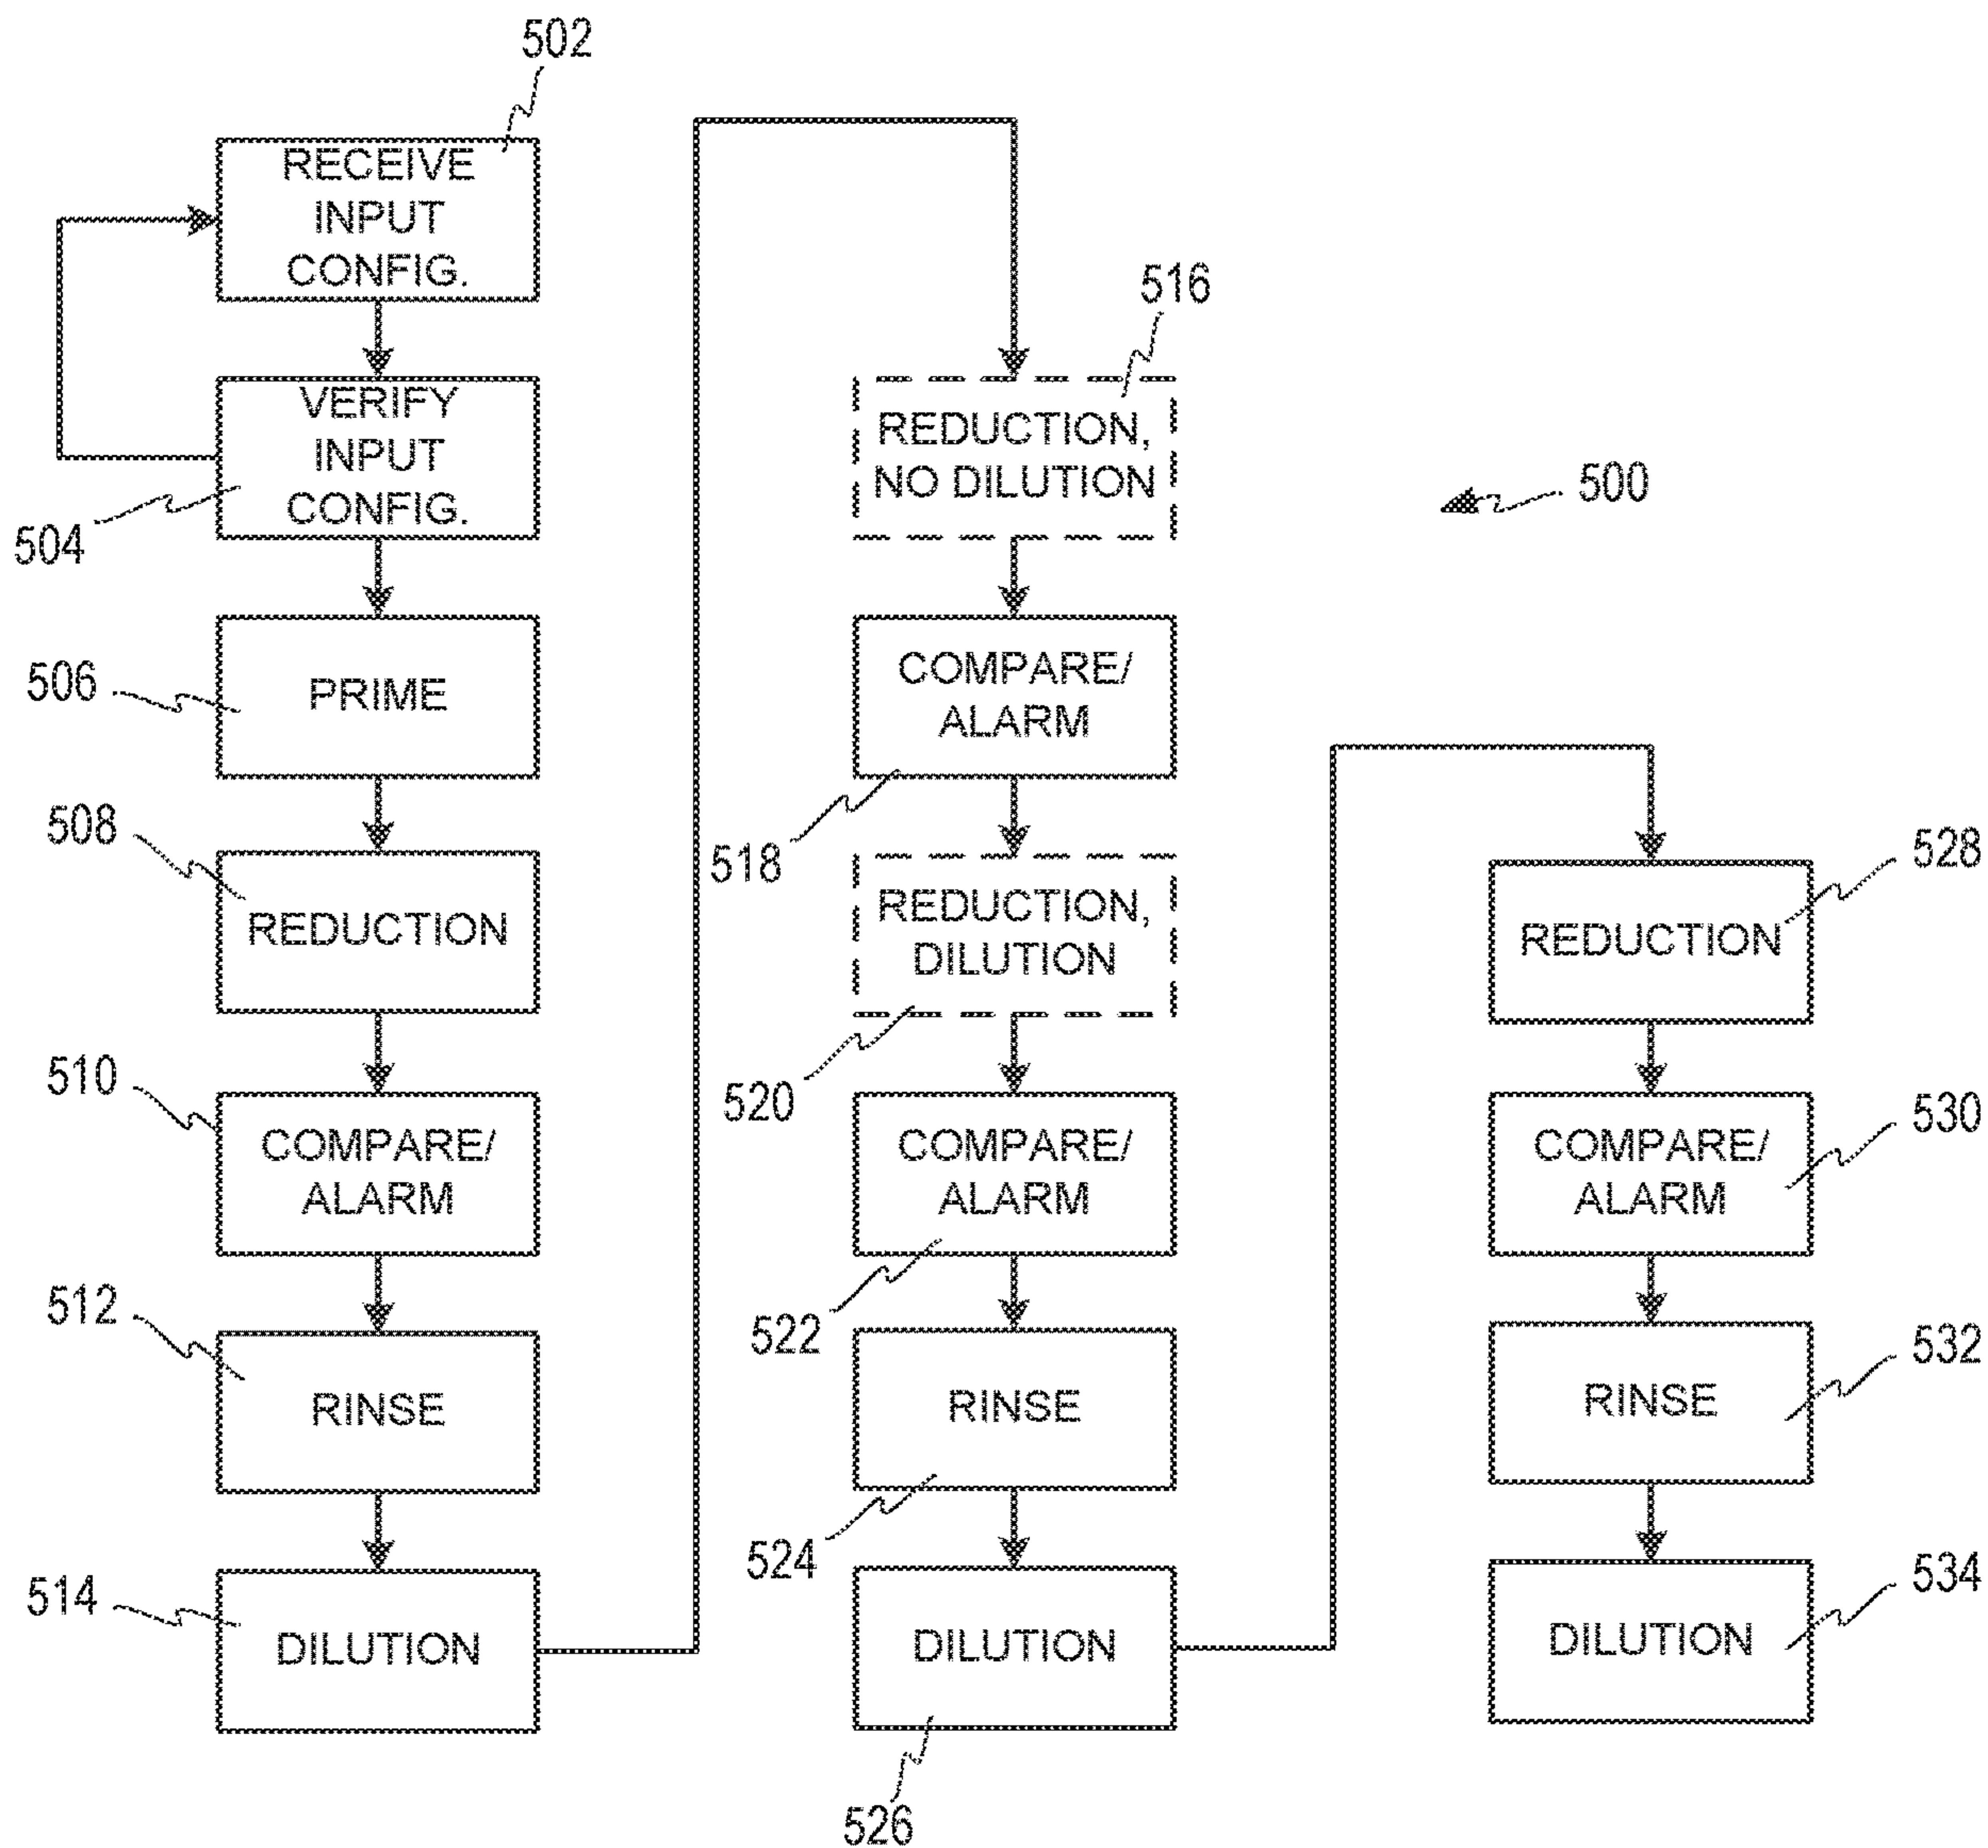 502
RECEIVE
INPUT
CONFIG.
VERIFY
INPUT
CONFIG.
504
506
PRIME
508
REDUCTION
510
COMPARE/
ALARM
512
RINSE
514
DILUTION
516
REDUCTION,
NO DILUTION
COMPARE/
ALARM
518
REDUCTION,
DILUTION
520
COMPARE/
ALARM
522
RINSE
524
DILUTION
526
500
528
REDUCTION
530
COMPARE/
ALARM
532
RINSE
534
DILUTION